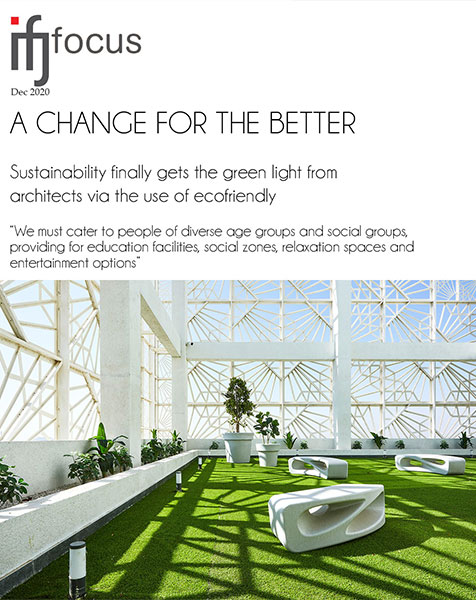 ifj focus
Dec 2020
A CHANGE FOR THE BETTER
Sustainability finally gets the green light from
architects via the use of ecofriendly
"We must cater to people of diverse age groups and social groups,
providing for education facilities, social zones, relaxation spaces and
entertainment options"